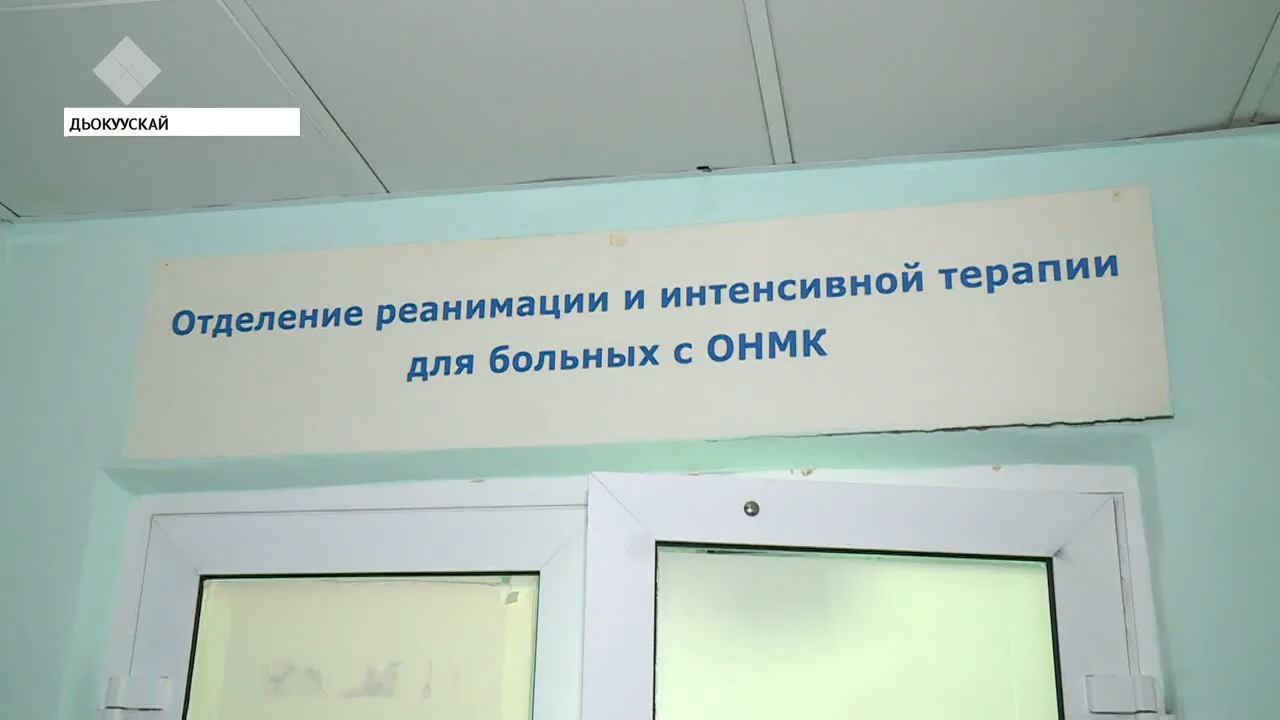 ДЬОКУУСКАЙ
Отделение реанимации и интенсивной терапии
для больных с ОНМК